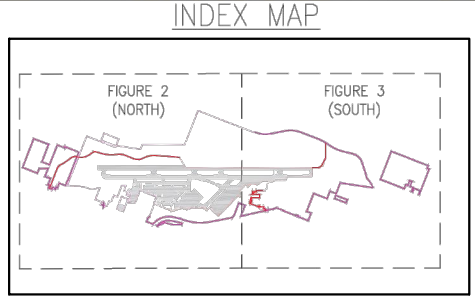 INDEX MAP
FIGURE 2
(NORTH)
FIGURE 3
(SOUTH)